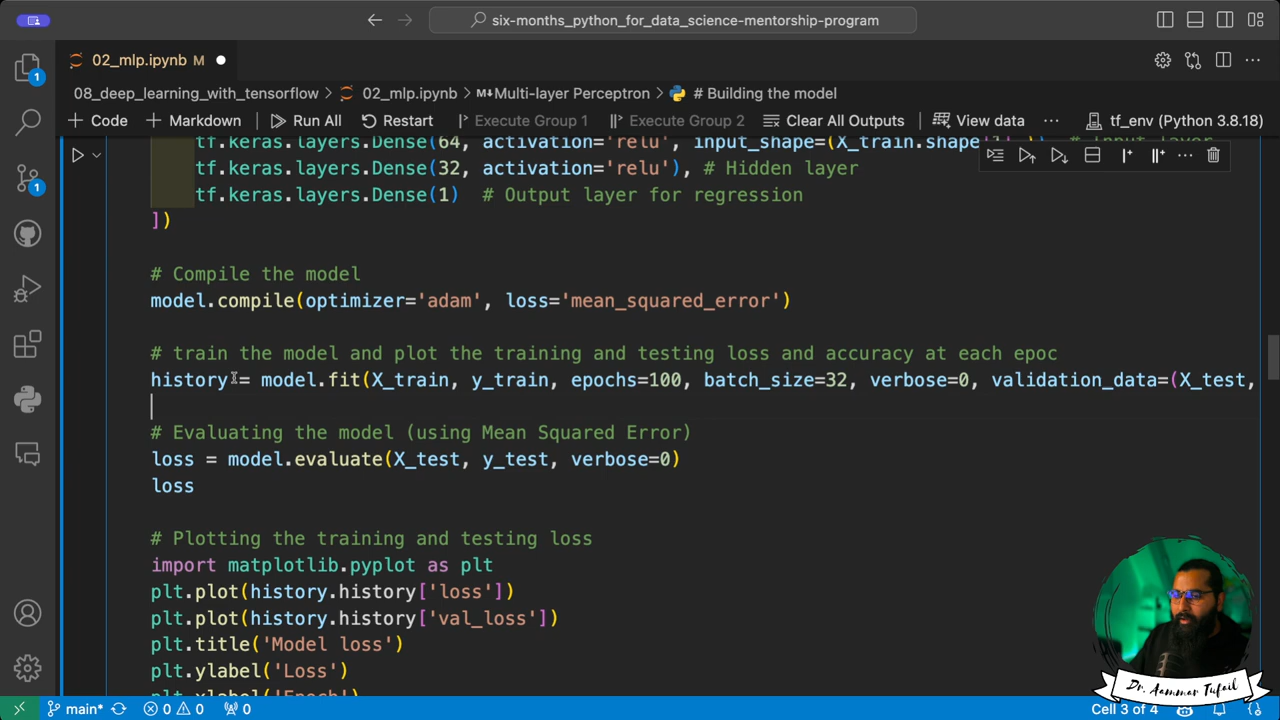 six-months_python_for_data_science-mentorship-program
02_mlp.ipynb M
08_deep_learning_with_tensorflow > 02_mlp.ipynb > Multi-layer Perceptron > # Building the model
+ Code + Markdown Run All Restart Execute Group 1 Execute Group 2 Clear All Outputs View data ... tf_env (Python 3.8.18)
tf.keras.layers.Dense(64, activation='relu', input_shape=(X_train.shape
tf.keras.layers.Dense(32, activation='relu'), # Hidden layer
tf.keras.layers.Dense(1) # Output layer for regression
])
# Compile the model
model.compile(optimizer='adam', loss='mean_squared_error')
# train the model and plot the training and testing loss and accuracy at each epoc
history = model.fit(X_train, y_train, epochs=100, batch_size=32, verbose=0, validation_data=(X_test,
# Evaluating the model (using Mean Squared Error)
loss = model.evaluate(X_test, y_test, verbose=0)
loss
# Plotting the training and testing loss
import matplotlib.pyplot as plt
plt.plot(history.history['loss'])
plt.plot(history.history['val_loss'])
plt.title('Model loss')
plt.ylabel('Loss')
plt.xlabel('Epoch')
1
1
Dr. Aammar Tufail
main* 0 0 0 Cell 3 of 4